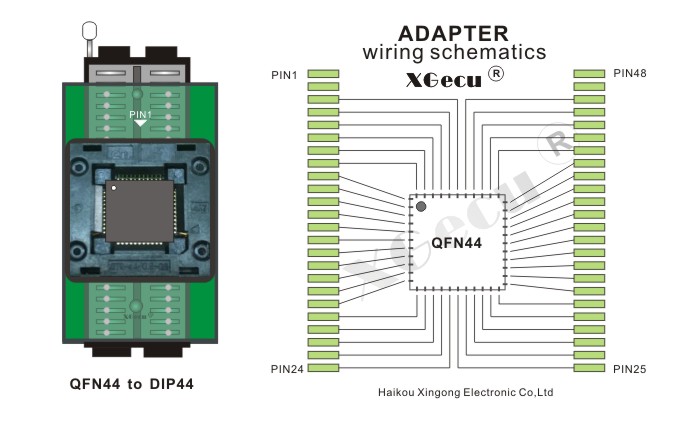 PIN1
QFN44 to DIP44
ADAPTER
wiring schematics
XGecu ®
PIN1
PIN48
XGecu ®
QFN44
PIN24
PIN25
Haikou Xingong Electronic Co,Ltd